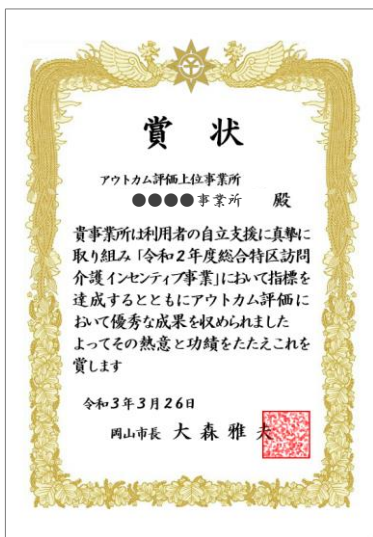 賞状
アウトカム評価上位事業所
●●●●事業所 殿
貴事業所は利用者の自立支援に真摯に
取り組み「令和2年度総合特区訪問
介護インセンティブ事業」において指標を
達成するとともにアウトカム評価に
おいて優秀な成果を収められました
よってその熱意と功績をたたえこれを
賞します
令和3年3月26日
岡山市長 大森雅夫